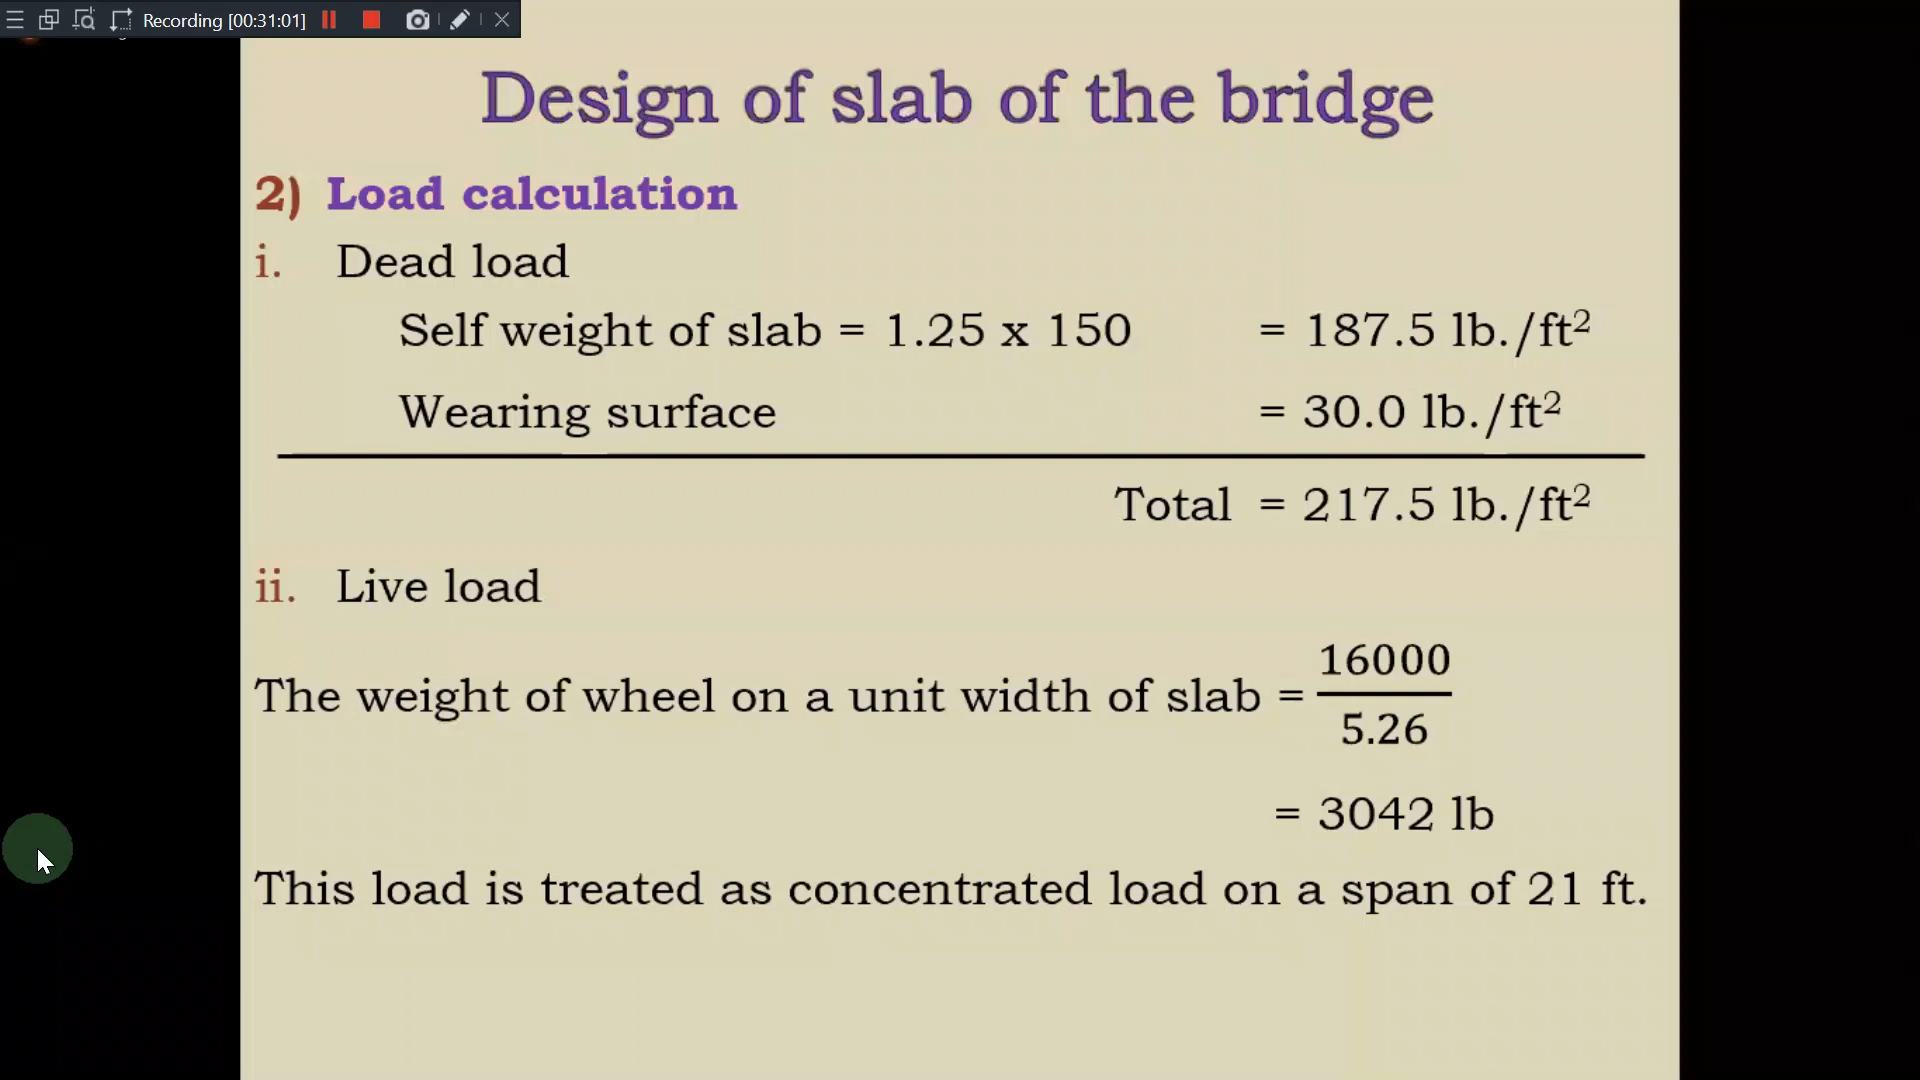 Recording [00:31:01]
Design of slab of the bridge
2) Load calculation
i. Dead load
Self weight of slab = 1.25 x 150 = 187.5 lb./ft²
Wearing surface = 30.0 lb./ft²
Total = 217.5 lb./ft²
ii. Live load
The weight of wheel on a unit width of slab = 16000/5.26
= 3042 lb
This load is treated as concentrated load on a span of 21 ft.